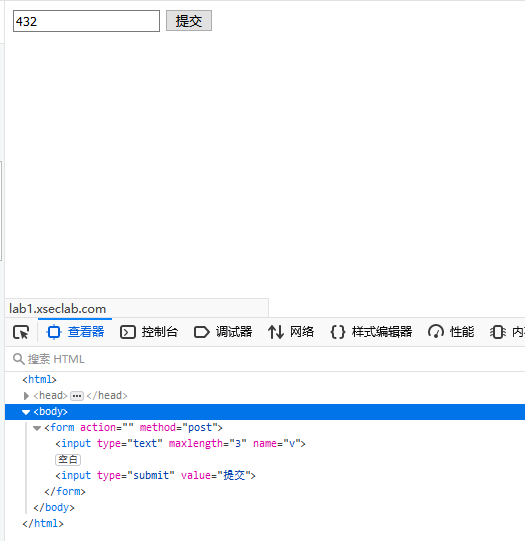 432 提交
lab1.xseclab.com
查看器 控制台 调试器 网络 {} 样式编辑器 性能
搜索 HTML
<html>
<head> ••• </head>
<body>
<form action="" method="post">
<input type="text" maxlength="3" name="v">
空白
<input type="submit" value="提交">
</form>
</body>
</html>